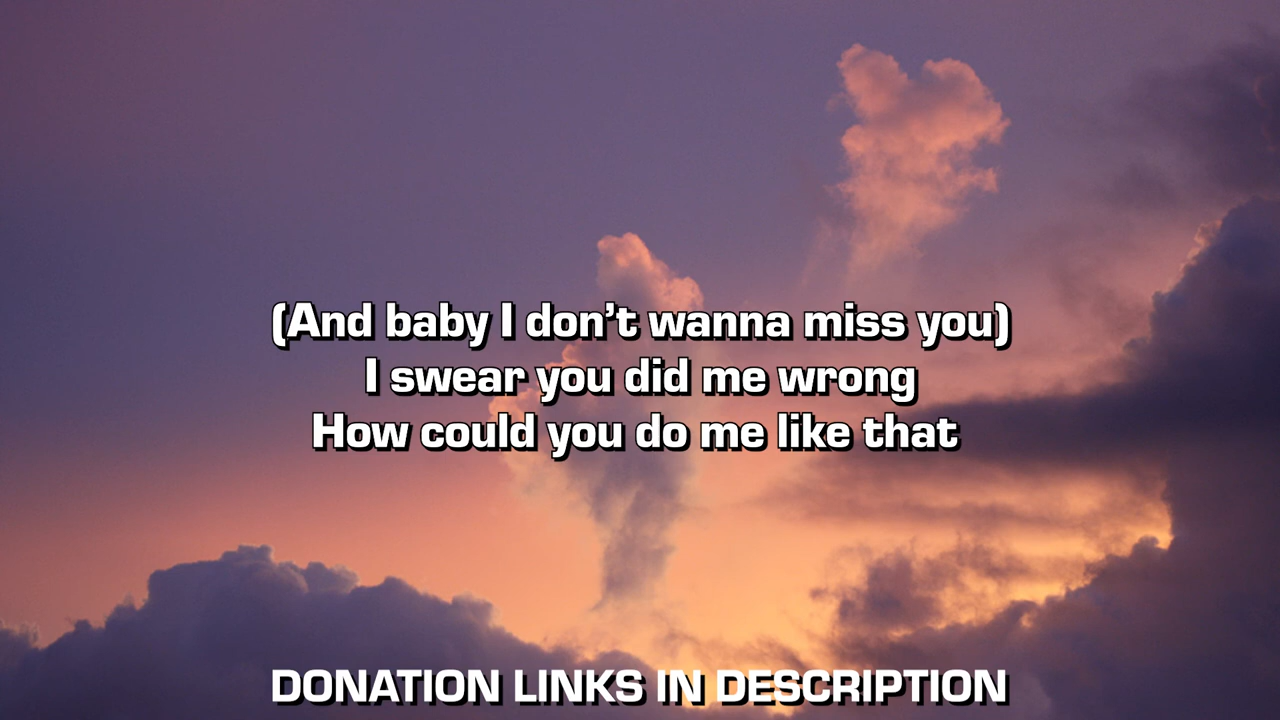 (And baby I don’t wanna miss you)
I swear you did me wrong
How could you do me like that
DONATION LINKS IN DESCRIPTION